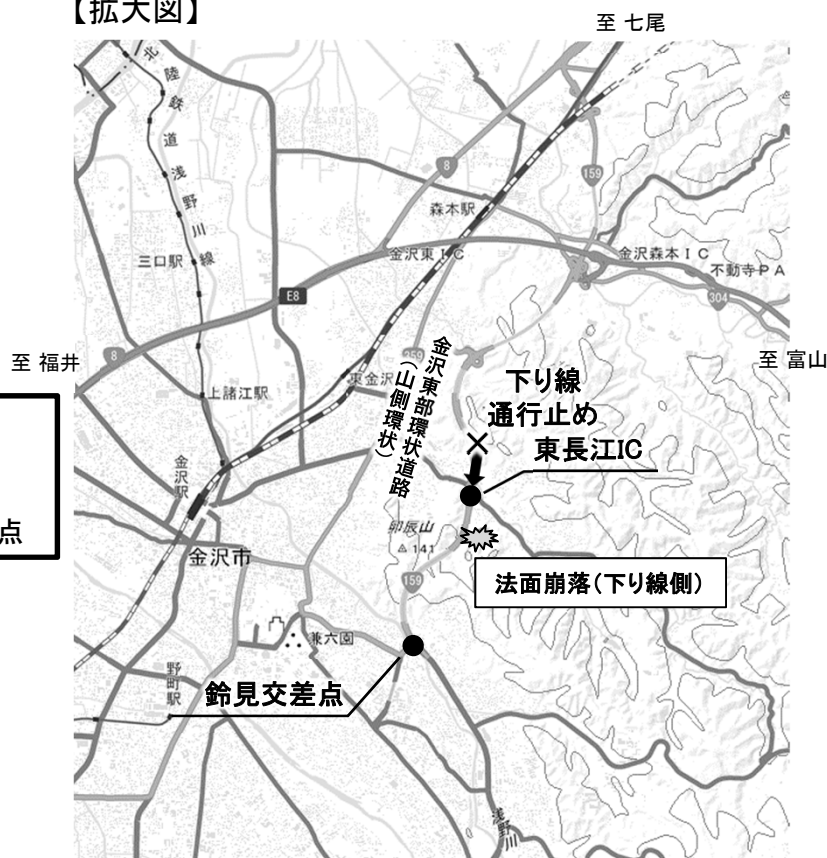 【拡大図】
至 七尾
北陸鉄道浅野川線
8
159
森本駅
三口駅
金沢東IC
金沢森本IC
不動寺PA
E8
304
8
至 福井
359
金沢東部環状道路
(山側環状)
至 富山
東金沢
下り線
通行止め
上諸江駅
東長江IC
金沢駅
点
卯辰山
141
金沢市
159
法面崩落(下り線側)
兼六園
野町駅
鈴見交差点
浅野川